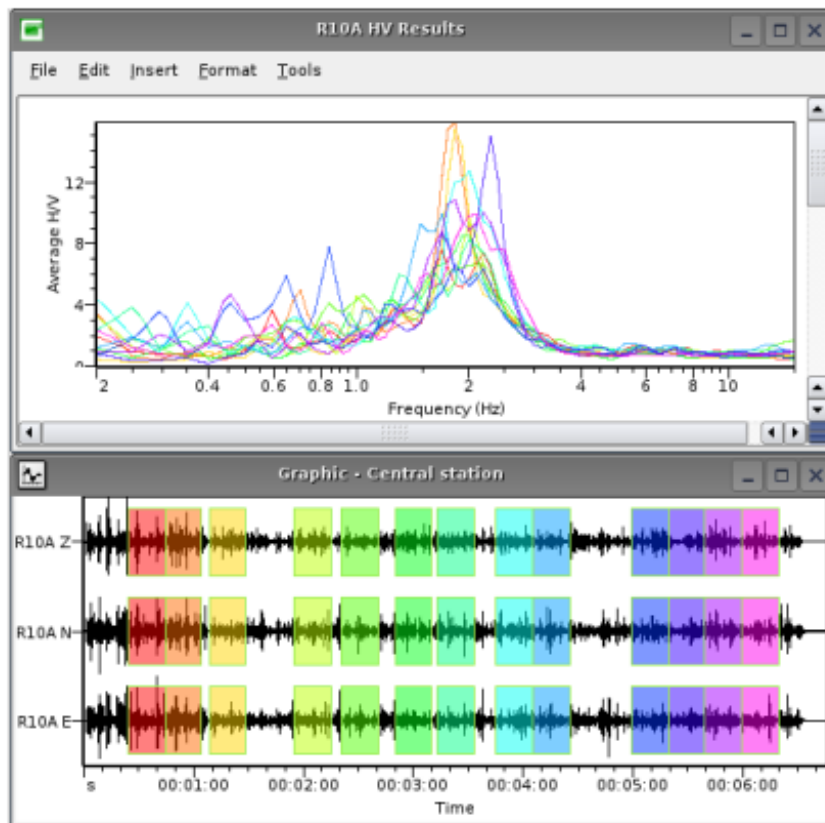 R10A HV Results
File Edit Insert Format Tools
12
8
4
0
Average H/V
2 0.4 0.6 0.8 1.0 2 4 6 8 10
Frequency (Hz)
Graphic - Central station
R10A Z
R10A N
R10A E
s 00:01:00 00:02:00 00:03:00 00:04:00 00:05:00 00:06:00
Time